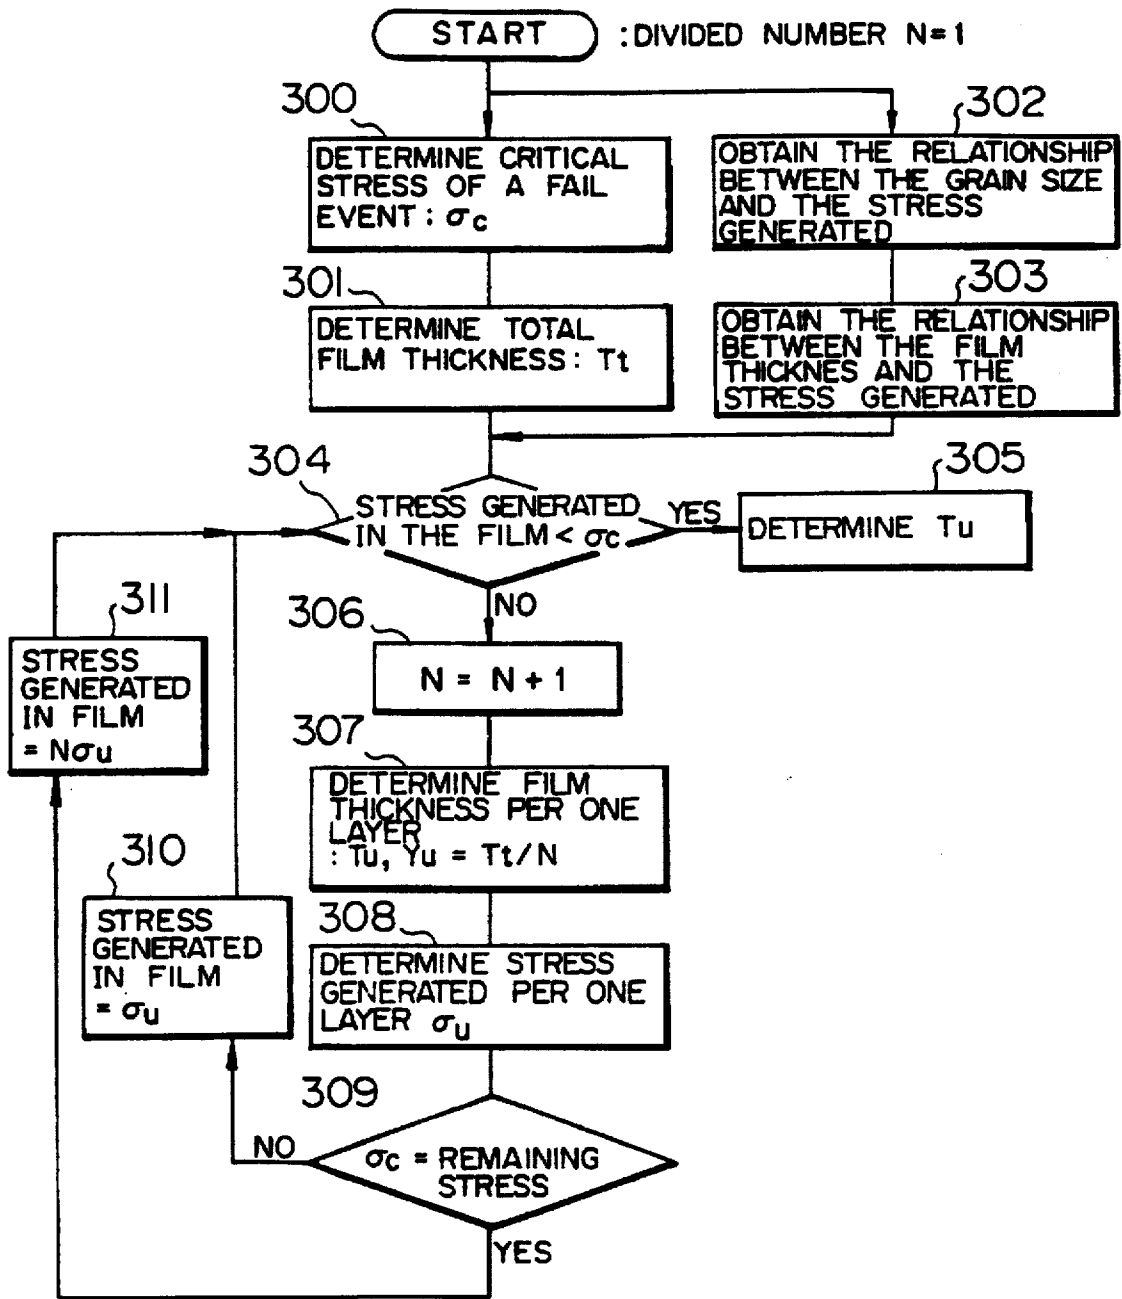 START
:DIVIDED NUMBER N=1
300
DETERMINE CRITICAL
STRESS OF A FAIL
EVENT : σc
302
OBTAIN THE RELATIONSHIP
BETWEEN THE GRAIN SIZE
AND THE STRESS
GENERATED
301
DETERMINE TOTAL
FILM THICKNESS : Tt
303
OBTAIN THE RELATIONSHIP
BETWEEN THE FILM
THICKNES AND THE
STRESS GENERATED
304
STRESS GENERATED
IN THE FILM < σc
YES
305
DETERMINE Tu
NO
306
N = N + 1
311
STRESS
GENERATED
IN FILM
= Nσu
307
DETERMINE FILM
THICKNESS PER ONE
LAYER
: Tu, Yu = Tt/N
310
STRESS
GENERATED
IN FILM
= σu
308
DETERMINE STRESS
GENERATED PER ONE
LAYER σu
309
σc = REMAINING
STRESS
NO
YES